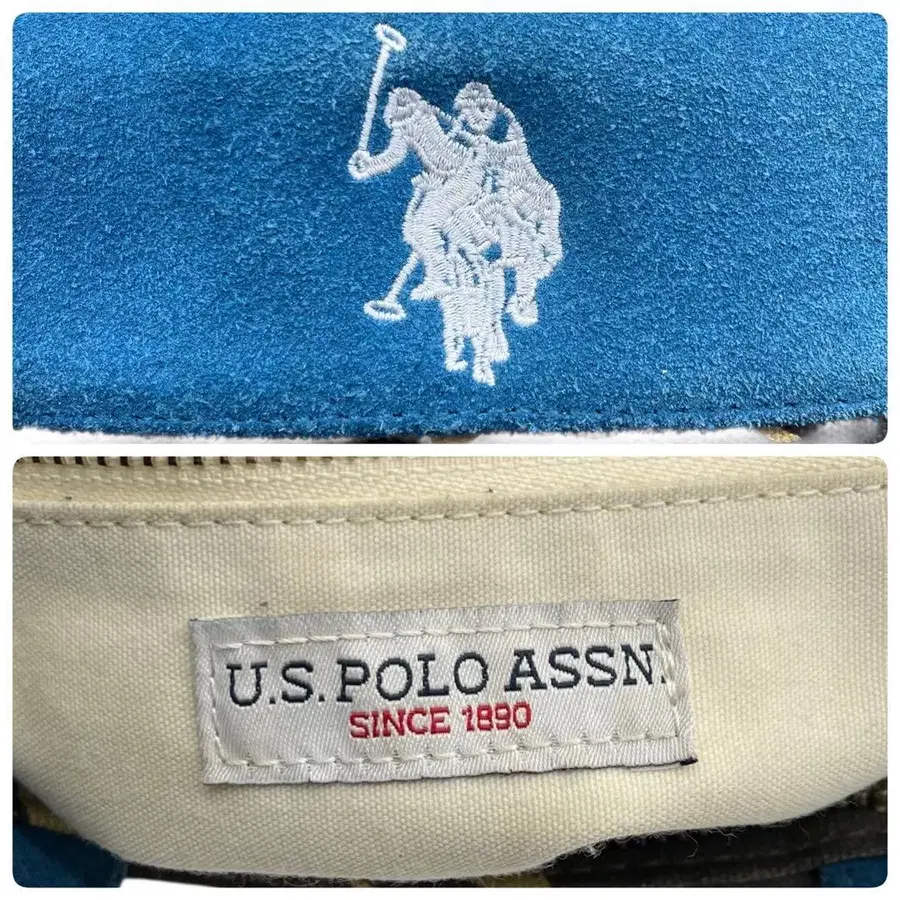 U.S. POLO ASSN.
SINCE 1890